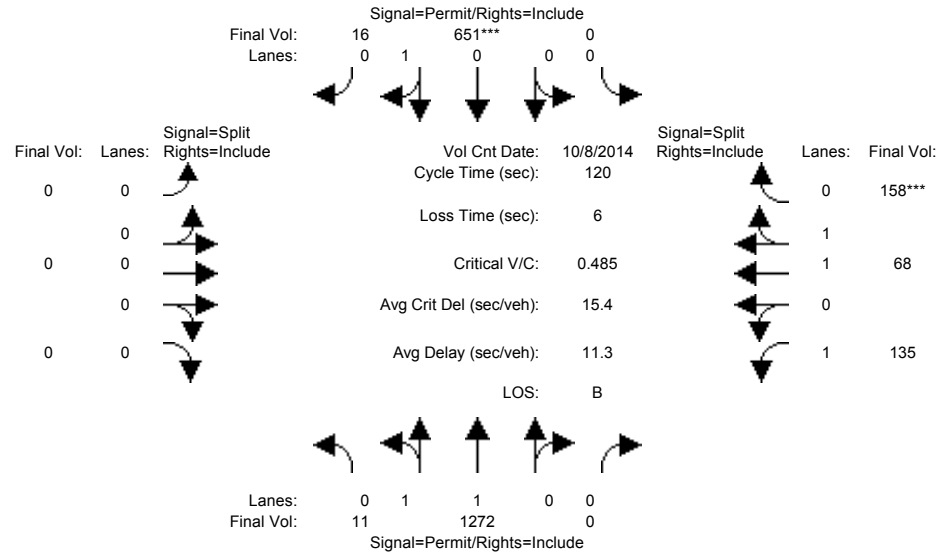 Signal=Permit/Rights=Include
Final Vol: 16 651*** 0
Lanes: 0 1 0 0 0
Signal=Split Signal=Split
Final Vol: Lanes: Rights=Include Vol Cnt Date: 10/8/2014 Rights=Include Lanes: Final Vol:
Cycle Time (sec): 120
0 0 0 158***
Loss Time (sec): 6
0 1
0 0 Critical V/C: 0.485 1 68
0 Avg Crit Del (sec/veh): 15.4 0
0 0 Avg Delay (sec/veh): 11.3 1 135
LOS: B
Lanes: 0 1 1 0 0
Final Vol: 11 1272 0
Signal=Permit/Rights=Include